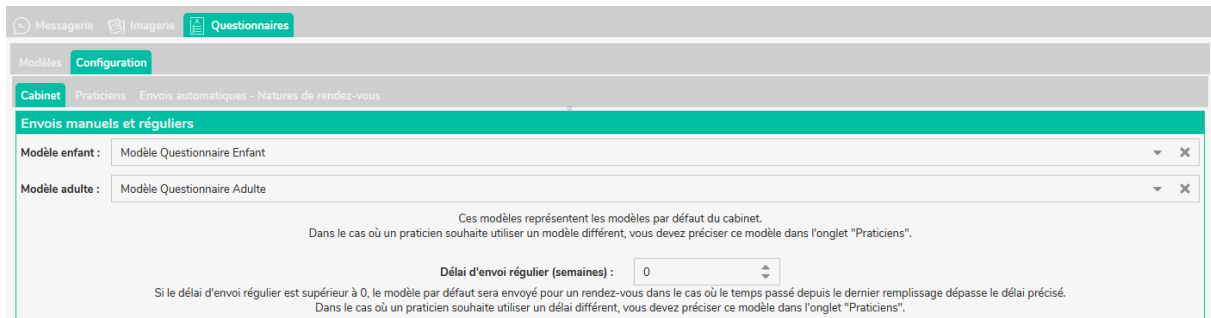 Messagerie Imagerie Questionnaires
Modèles Configuration
Cabinet Praticiens Envois automatiques - Natures de rendez-vous
Envois manuels et réguliers
Modèle enfant : Modèle Questionnaire Enfant
Modèle adulte : Modèle Questionnaire Adulte
Ces modèles représentent les modèles par défaut du cabinet.
Dans le cas où un praticien souhaite utiliser un modèle différent, vous devez préciser ce modèle dans l'onglet "Praticiens".
Délai d'envoi régulier (semaines) : 0
Si le délai d'envoi régulier est supérieur à 0, le modèle par défaut sera envoyé pour un rendez-vous dans le cas où le temps passé depuis le dernier remplissage dépasse le délai précisé.
Dans le cas où un praticien souhaite utiliser un délai différent, vous devez préciser ce modèle dans l'onglet "Praticiens".